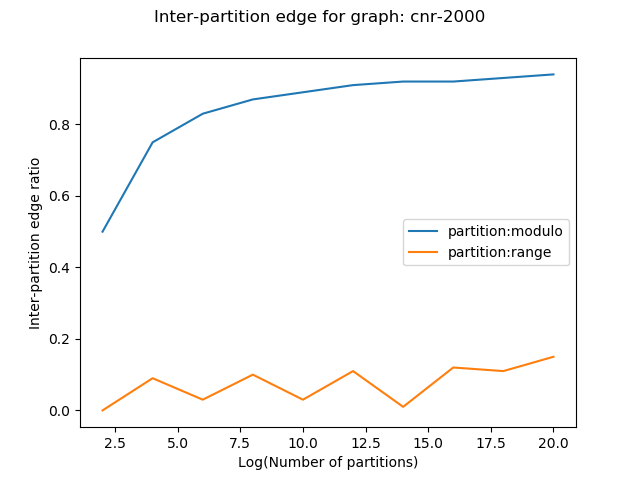 Inter-partition edge for graph: cnr-2000
Inter-partition edge ratio
0.8
0.6
0.4
0.2
0.0
partition:modulo
partition:range
2.5 5.0 7.5 10.0 12.5 15.0 17.5 20.0
Log(Number of partitions)